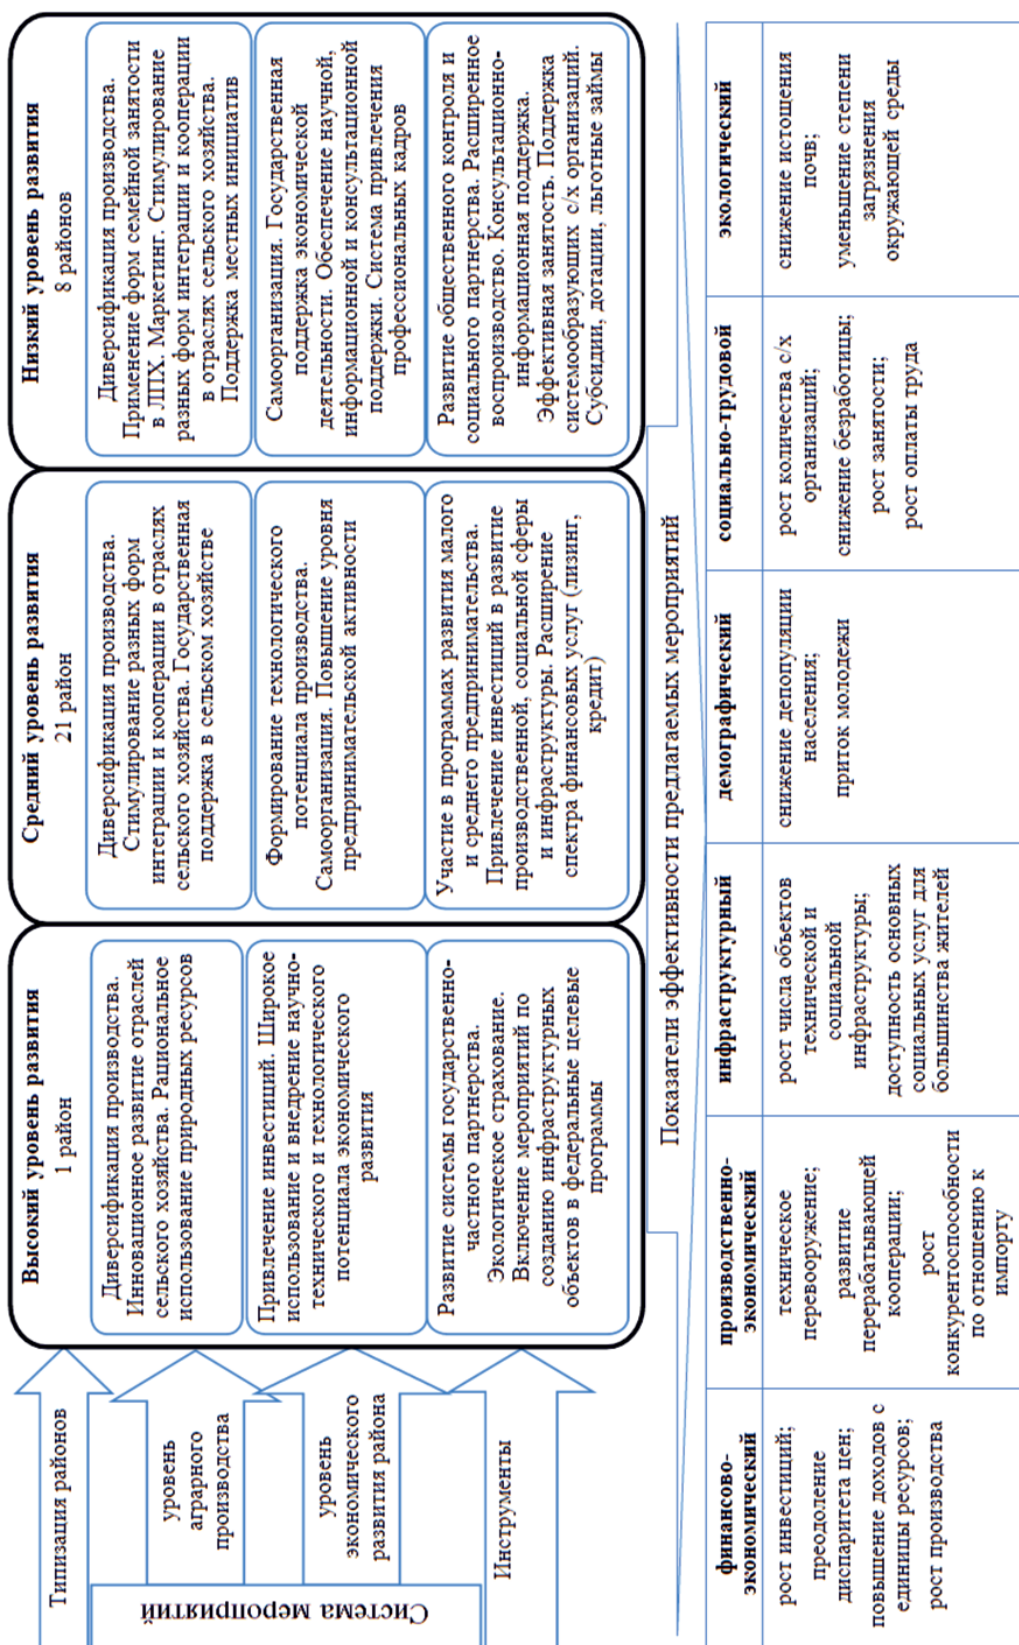 Система мероприятий
Типизация районов
уровень
аграрного
производства
уровень
экономического
развития района
Инструменты
Высокий уровень развития
1 район
Диверсификация производства.
Инновационное развитие отраслей
сельского хозяйства. Рациональное
использование природных ресурсов
Привлечение инвестиций. Широкое
использование и внедрение научно-
технического и технологического
потенциала экономического
развития
Развитие системы государственно-
частного партнерства.
Экологическое страхование.
Включение мероприятий по
созданию инфраструктурных
объектов в федеральные целевые
программы
Средний уровень развития
21 район
Диверсификация производства.
Стимулирование разных форм
интеграции и кооперации в отраслях
сельского хозяйства. Государственная
поддержка в сельском хозяйстве
Формирование технологического
потенциала производства.
Самоорганизация. Повышение уровня
предпринимательской активности
Участие в программах развития малого
и среднего предпринимательства.
Привлечение инвестиций в развитие
производственной, социальной сферы
и инфраструктуры. Расширение
спектра финансовых услуг (лизинг,
кредит)
Низкий уровень развития
8 районов
Диверсификация производства.
Применение форм семейной занятости
в ЛПХ. Маркетинг. Стимулирование
разных форм интеграции и кооперации
в отраслях сельского хозяйства.
Поддержка местных инициатив
Самоорганизация. Государственная
поддержка экономической
деятельности. Обеспечение научной,
информационной и консультационной
поддержки. Система привлечения
профессиональных кадров
Развитие общественного контроля и
социального партнерства. Расширенное
воспроизводство. Консультационно-
информационная поддержка.
Эффективная занятость. Поддержка
системообразующих с/х организаций.
Субсидии, дотации, льготные займы
Показатели эффективности предлагаемых мероприятий
финансово-
экономический
рост инвестиций;
преодоление
диспаритета цен;
повышение доходов с
единицы ресурсов;
рост производства
производственно-
экономический
техническое
перевооружение;
развитие
перерабатывающей
кооперации;
рост
конкурентоспособности
по отношению к
импорту
инфраструктурный
рост числа объектов
технической и
социальной
инфраструктуры;
доступность основных
социальных услуг для
большинства жителей
демографический
снижение депопуляции
населения;
приток молодежи
социально-трудовой
рост количества с/х
организаций;
снижение безработицы;
рост занятости;
рост оплаты труда
экологический
снижение истощения
почв;
уменьшение степени
загрязнения
окружающей среды